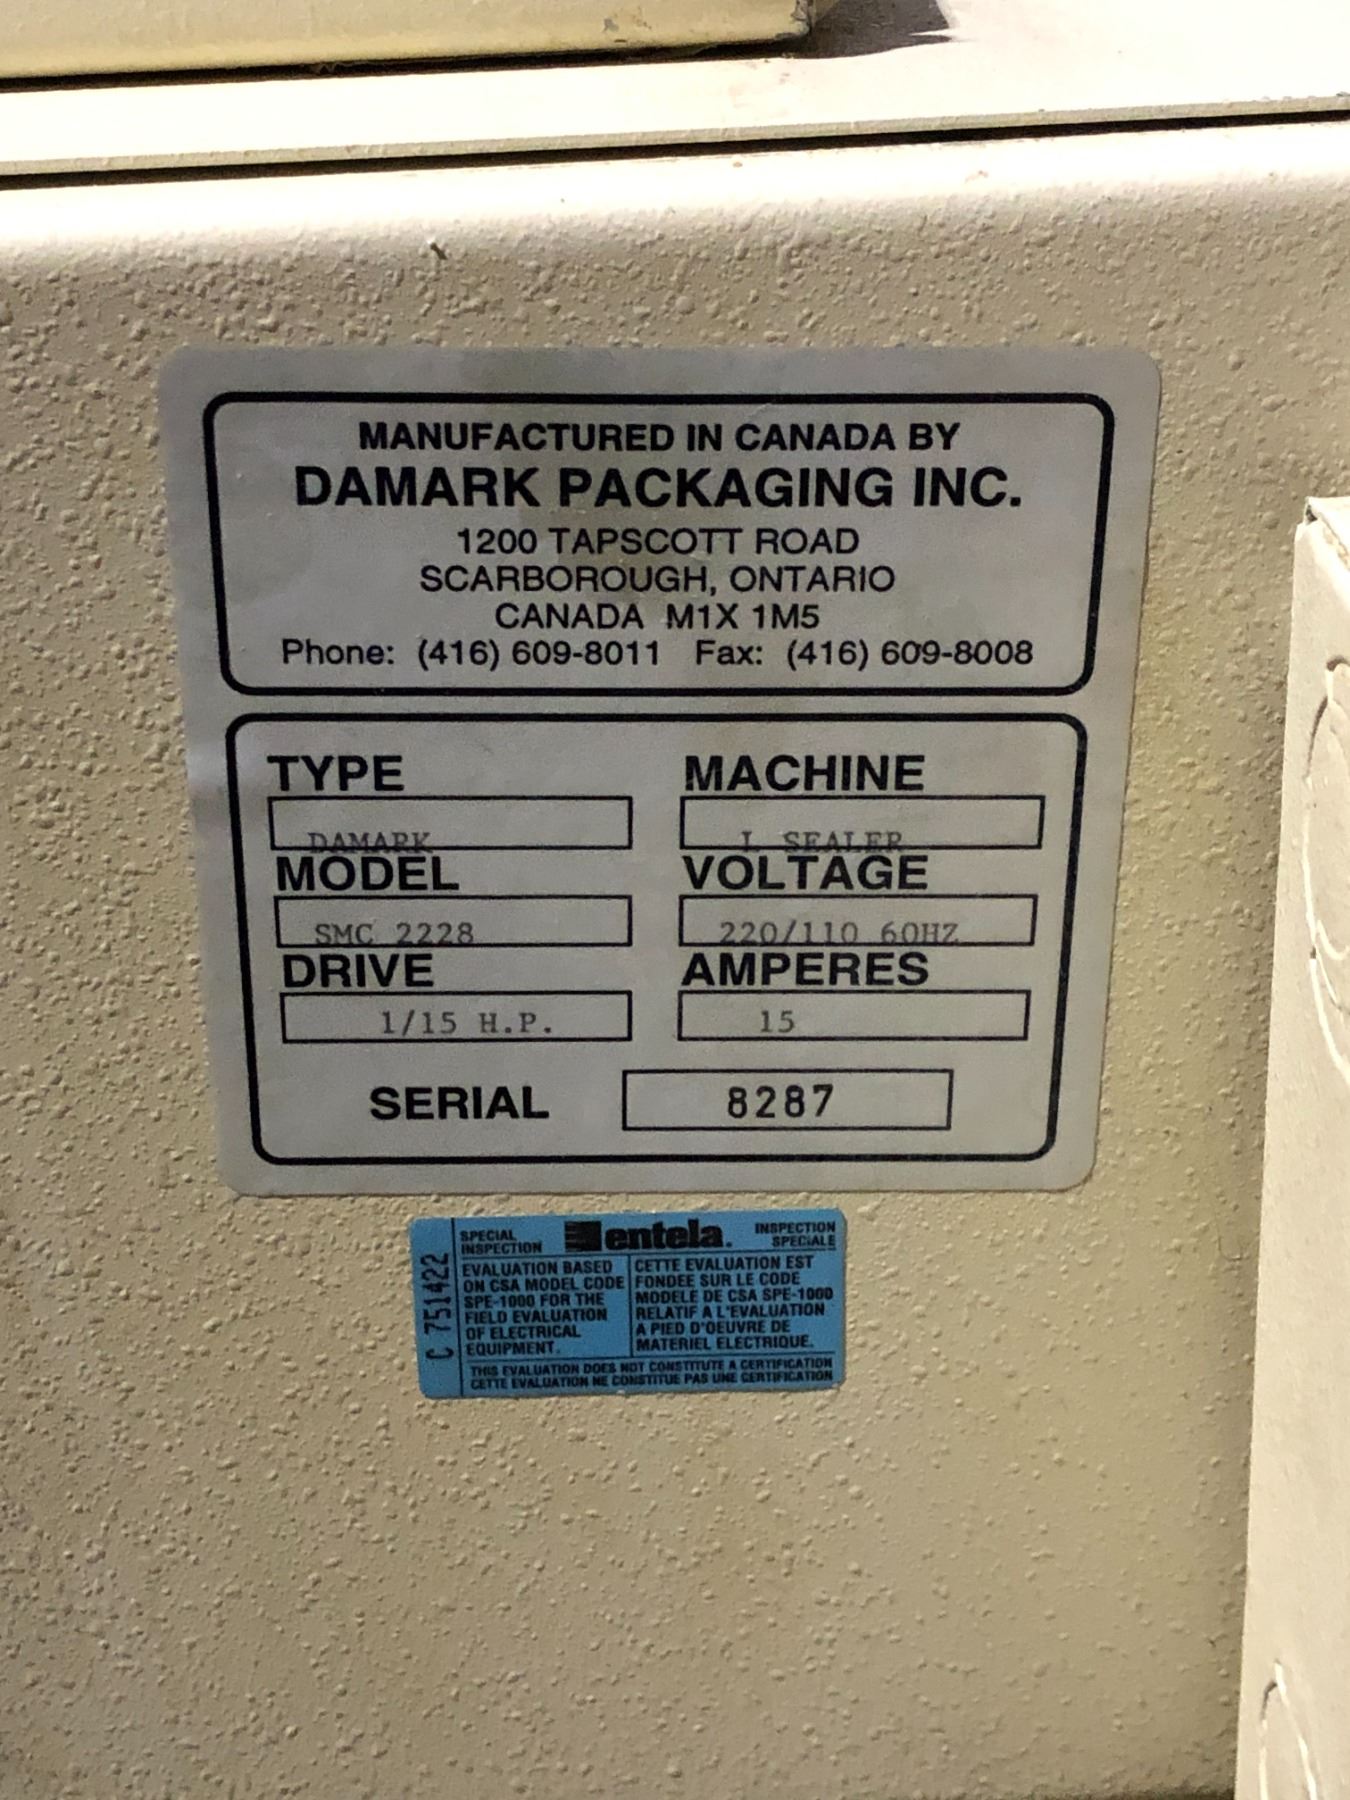 MANUFACTURED IN CANADA BY
DAMARK PACKAGING INC.
1200 TAPSCOTT ROAD
SCARBOROUGH, ONTARIO
CANADA M1X 1M5
Phone: (416) 609-8011 Fax: (416) 609-8008
TYPE MACHINE
DAMARK L SEALER
MODEL VOLTAGE
SMC 2228 220/110 60HZ
DRIVE AMPERES
1/15 H.P. 15
SERIAL 8287
C 751422
SPECIAL
INSPECTION
entela.
INSPECTION
SPECIALE
EVALUATION BASED
ON CSA MODEL CODE
SPE-1000 FOR THE
FIELD EVALUATION
OF ELECTRICAL
EQUIPMENT.
CETTE EVALUATION EST
FONDEE SUR LE CODE
MODELE DE CSA SPE-1000
RELATIF A L'EVALUATION
A PIED D'OEUVRE DE
MATERIEL ELECTRIQUE.
THIS EVALUATION DOES NOT CONSTITUTE A CERTIFICATION
CETTE EVALUATION NE CONSTITUE PAS UNE CERTIFICATION